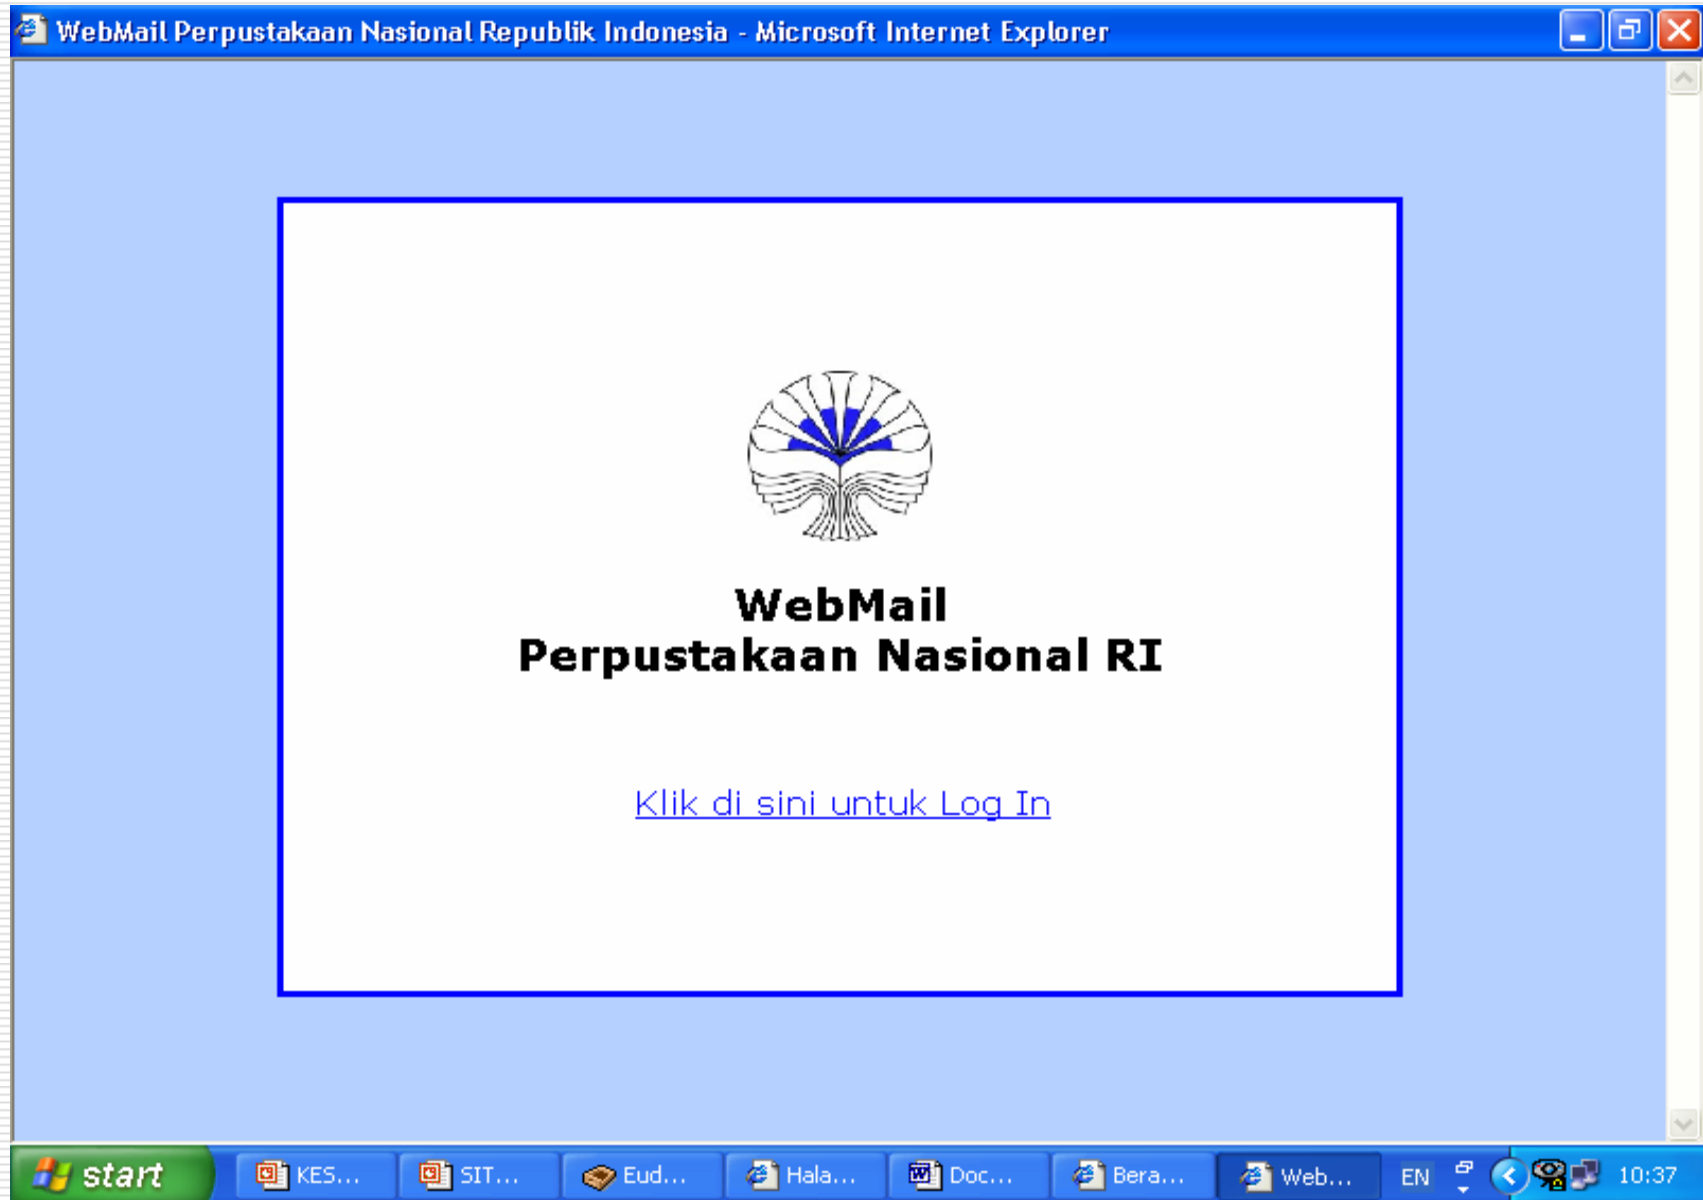 WebMail Perpustakaan Nasional Republik Indonesia - Microsoft Internet Explorer
WebMail
Perpustakaan Nasional RI
Klik di sini untuk Log In
start KES... SIT... Eud... Hala... Doc... Bera... Web... EN 10:37